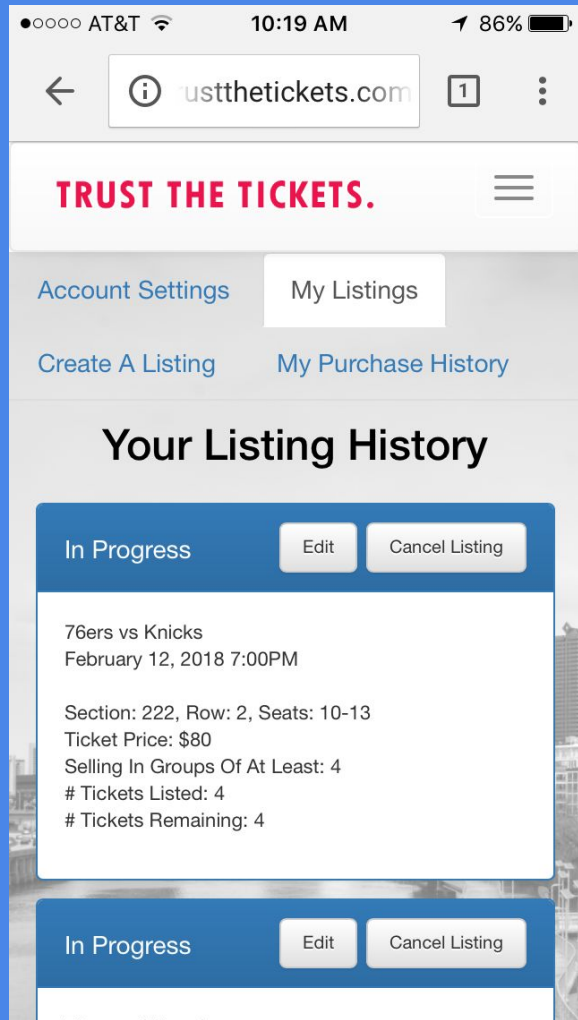 AT&T 10:19 AM 86%
ustthetickets.com 1
TRUST THE TICKETS.
Account Settings My Listings
Create A Listing My Purchase History
Your Listing History
In Progress Edit Cancel Listing
76ers vs Knicks
February 12, 2018 7:00PM
Section: 222, Row: 2, Seats: 10-13
Ticket Price: $80
Selling In Groups Of At Least: 4
# Tickets Listed: 4
# Tickets Remaining: 4
In Progress Edit Cancel Listing